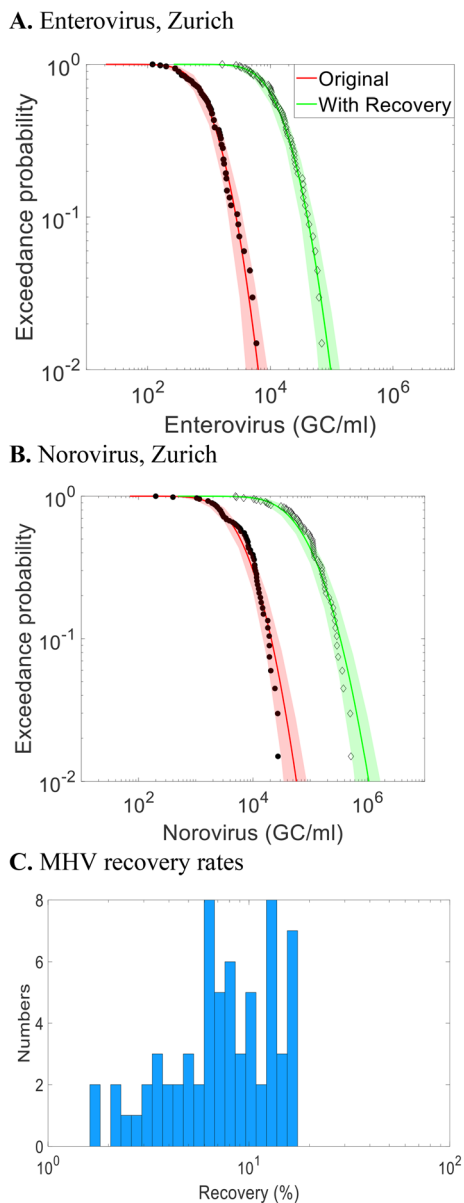 A. Enterovirus, Zurich
10^0
Original
With Recovery
10^-1
10^-2
Exceedance probability
10^2
10^4
10^6
Enterovirus (GC/ml)
B. Norovirus, Zurich
10^0
10^-1
10^-2
Exceedance probability
10^2
10^4
10^6
Norovirus (GC/ml)
C. MHV recovery rates
8
6
4
2
0
Numbers
10^0
10^1
10^2
Recovery (%)